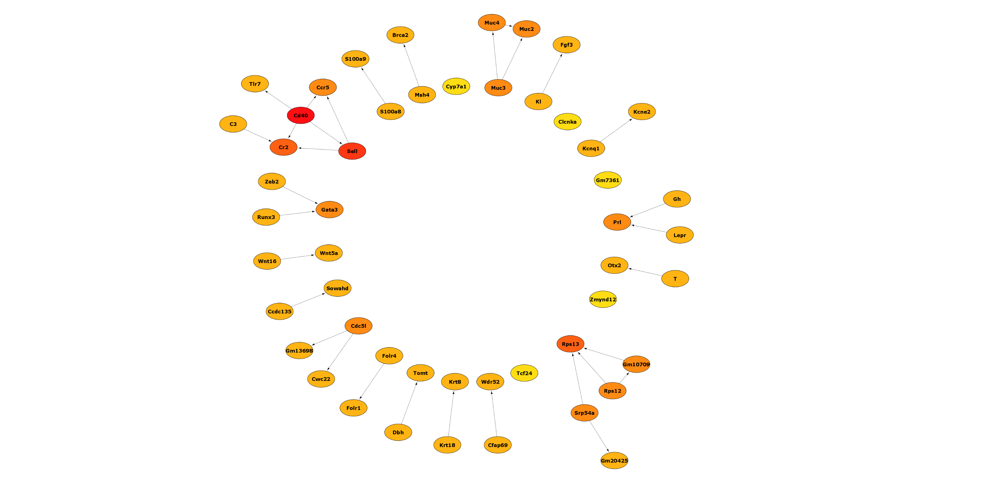 Muc4
Muc2
Brca2
Fgf3
S100a9
Tlr7
Ccr5
Cyp7a1
Muc3
Msh4
Kl
S100a8
Kcne2
Cd40
C3
Clcnka
Cr2
Sell
Kcnq1
Zeb2
Gm7361
Gh
Gata3
Runx3
Prl
Lepr
Wnt5a
Wnt16
Otx2
T
Sowahd
Zmynd12
Ccdc135
Cdc5l
Rps13
Gm13698
Folr4
Gm10709
Tomt
Tcf24
Cwc22
Krt8
Wdr52
Rps12
Folr1
Srp54a
Dbh
Krt18
Cfap69
Gm20425